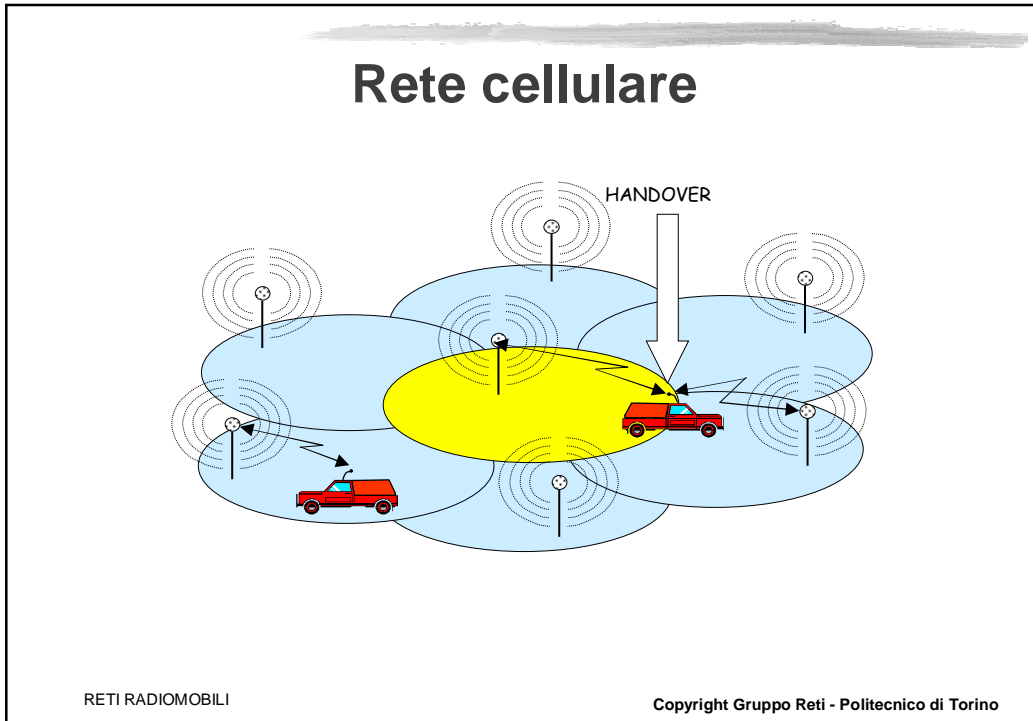 Rete cellulare
HANDOVER
RETI RADIOMOBILI
Copyright Gruppo Reti - Politecnico di Torino